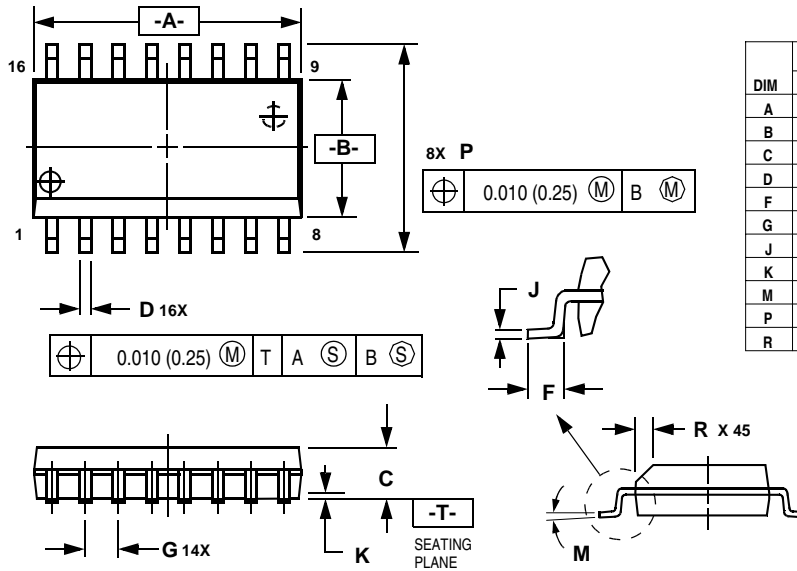 -A-
16
9
-B-
8X P
0.010 (0.25) M B M
1
8
D 16X
0.010 (0.25) M T A S B S
J
F
R X 45
C
-T-
SEATING
PLANE
G 14X
K
M
DIM
A
B
C
D
F
G
J
K
M
P
R